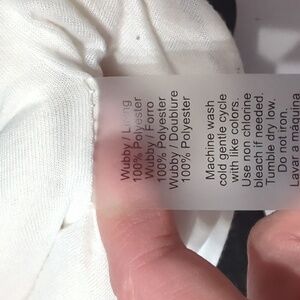 Wubby / Lining
100% Polyester
Wubby / Forro
100% Polyester
Wubby / Doublure
100% Polyester
Machine wash
cold gentle cycle
with like colors.
Use non chlorine
bleach if needed.
Tumble dry low.
Do not iron.
Lavar a maquina